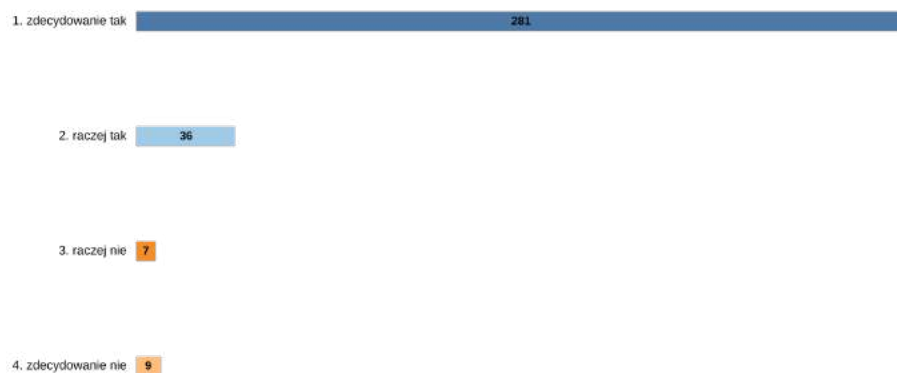 1. zdecydowanie tak 281
2. raczej tak 36
3. raczej nie 7
4. zdecydowanie nie 9